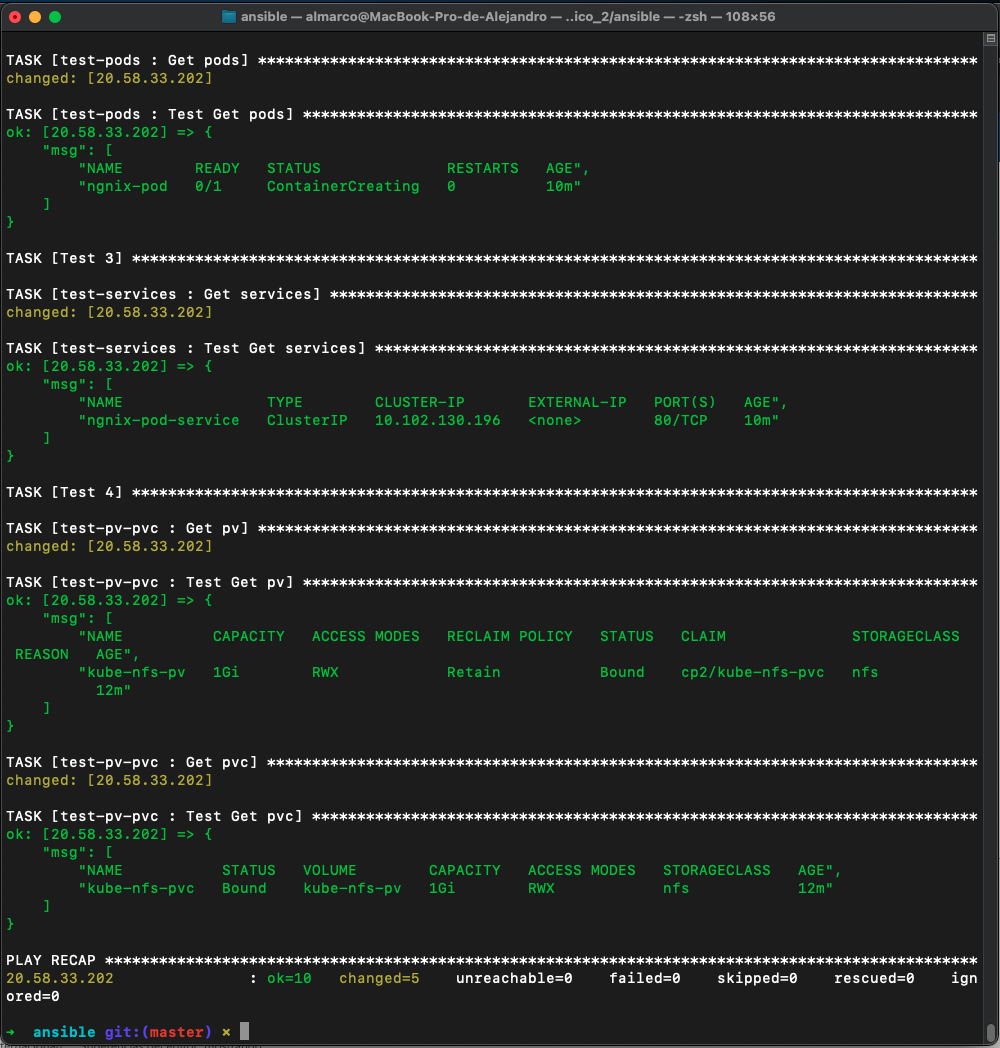 ansible — almarco@MacBook-Pro-de-Alejandro — ..ico_2/ansible — -zsh — 108×56
TASK [test-pods : Get pods] ********************************************************************************
changed: [20.58.33.202]
TASK [test-pods : Test Get pods] ***************************************************************************
ok: [20.58.33.202] => {
    "msg": [
        "NAME        READY   STATUS              RESTARTS   AGE",
        "ngnix-pod   0/1     ContainerCreating   0          10m"
    ]
}
TASK [Test 3] **********************************************************************************************
TASK [test-services : Get services] ************************************************************************
changed: [20.58.33.202]
TASK [test-services : Test Get services] *******************************************************************
ok: [20.58.33.202] => {
    "msg": [
        "NAME                TYPE        CLUSTER-IP       EXTERNAL-IP   PORT(S)   AGE",
        "ngnix-pod-service   ClusterIP   10.102.130.196   <none>        80/TCP    10m"
    ]
}
TASK [Test 4] **********************************************************************************************
TASK [test-pv-pvc : Get pv] ********************************************************************************
changed: [20.58.33.202]
TASK [test-pv-pvc : Test Get pv] ***************************************************************************
ok: [20.58.33.202] => {
    "msg": [
        "NAME          CAPACITY   ACCESS MODES   RECLAIM POLICY   STATUS   CLAIM              STORAGECLASS
 REASON   AGE",
        "kube-nfs-pv   1Gi        RWX            Retain           Bound    cp2/kube-nfs-pvc   nfs
          12m"
    ]
}
TASK [test-pv-pvc : Get pvc] *******************************************************************************
changed: [20.58.33.202]
TASK [test-pv-pvc : Test Get pvc] **************************************************************************
ok: [20.58.33.202] => {
    "msg": [
        "NAME           STATUS   VOLUME        CAPACITY   ACCESS MODES   STORAGECLASS   AGE",
        "kube-nfs-pvc   Bound    kube-nfs-pv   1Gi        RWX            nfs            12m"
    ]
}
PLAY RECAP *************************************************************************************************
20.58.33.202               : ok=10   changed=5    unreachable=0    failed=0    skipped=0    rescued=0    ign
ored=0
➜  ansible git:(master) ×